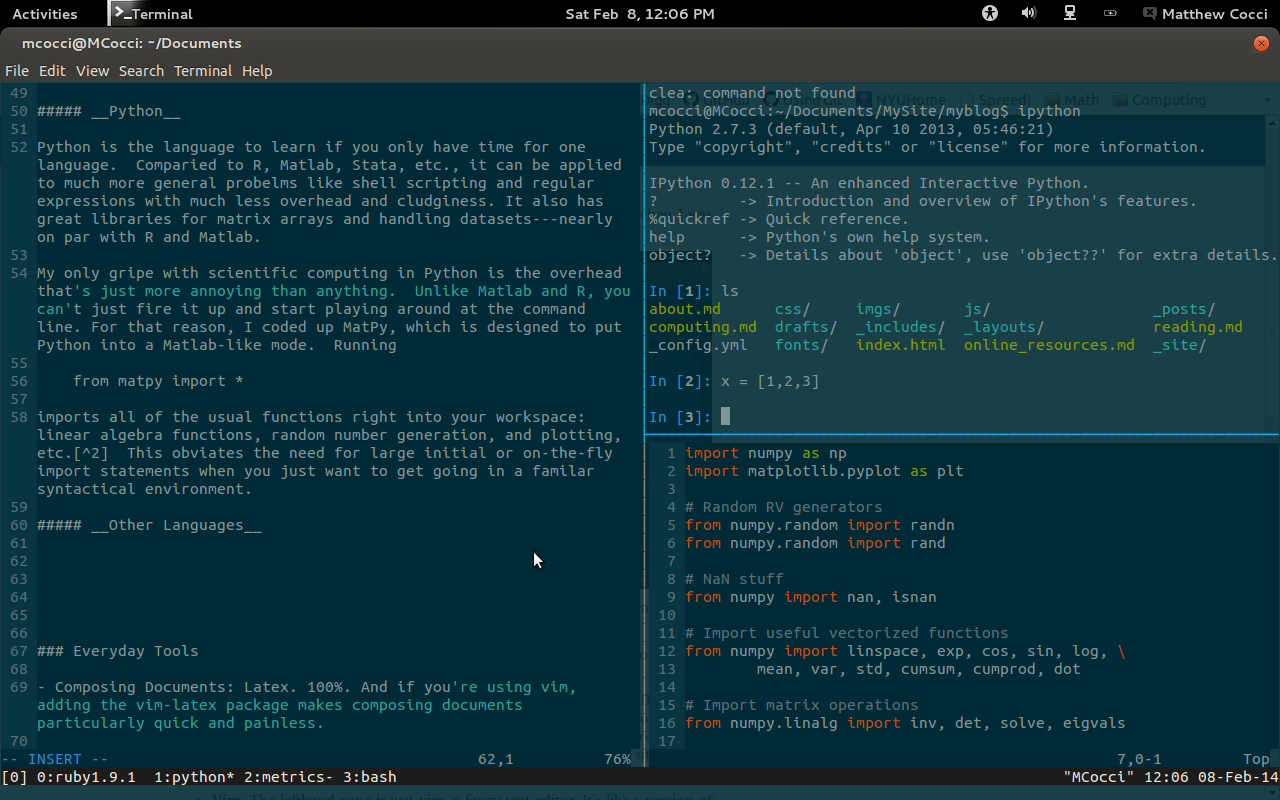 Activities
Terminal
Sat Feb 8, 12:06 PM
Matthew Cocci
mcocci@MCocci: ~/Documents
File Edit View Search Terminal Help
49
50 ##### __Python__
51
52 Python is the language to learn if you only have time for one
language.  Comparied to R, Matlab, Stata, etc., it can be applied
to much more general probelms like shell scripting and regular
expressions with much less overhead and cludginess. It also has
great libraries for matrix arrays and handling datasets---nearly
on par with R and Matlab.
53
54 My only gripe with scientific computing in Python is the overhead
that's just more annoying than anything.  Unlike Matlab and R, you
can't just fire it up and start playing around at the command
line. For that reason, I coded up MatPy, which is designed to put
Python into a Matlab-like mode.  Running
55
56     from matpy import *
57
58 imports all of the usual functions right into your workspace:
linear algebra functions, random number generation, and plotting,
etc.[^2]  This obviates the need for large initial or on-the-fly
import statements when you just want to get going in a familar
syntactical environment.
59
60 ##### __Other Languages__
61
62
63
64
65
66
67 ### Everyday Tools
68
69 - Composing Documents: Latex. 100%. And if you're using vim,
adding the vim-latex package makes composing documents
particularly quick and painless.
70
-- INSERT -- 62,1 76%
clea: command not found
GitHub Using Git NYUHome Spreed! Math Computing
mcocci@MCocci:~/Documents/MySite/myblog$ ipython
Python 2.7.3 (default, Apr 10 2013, 05:46:21)
Type "copyright", "credits" or "license" for more information.
IPython 0.12.1 -- An enhanced Interactive Python.
?         -> Introduction and overview of IPython's features.
%quickref -> Quick reference.
help      -> Python's own help system.
object?   -> Details about 'object', use 'object??' for extra details.
In [1]: ls
about.md css/ imgs/ js/ _posts/
computing.md drafts/ _includes/ _layouts/ reading.md
_config.yml fonts/ index.html online_resources.md _site/
In [2]: x = [1,2,3]
In [3]:
1 import numpy as np
2 import matplotlib.pyplot as plt
3
4 # Random RV generators
5 from numpy.random import randn
6 from numpy.random import rand
7
8 # NaN stuff
9 from numpy import nan, isnan
10
11 # Import useful vectorized functions
12 from numpy import linspace, exp, cos, sin, log, \
13         mean, var, std, cumsum, cumprod, dot
14
15 # Import matrix operations
16 from numpy.linalg import inv, det, solve, eigvals
17
7,0-1 Top
[0] 0:ruby1.9.1  1:python* 2:metrics- 3:bash "MCocci" 12:06 08-Feb-14